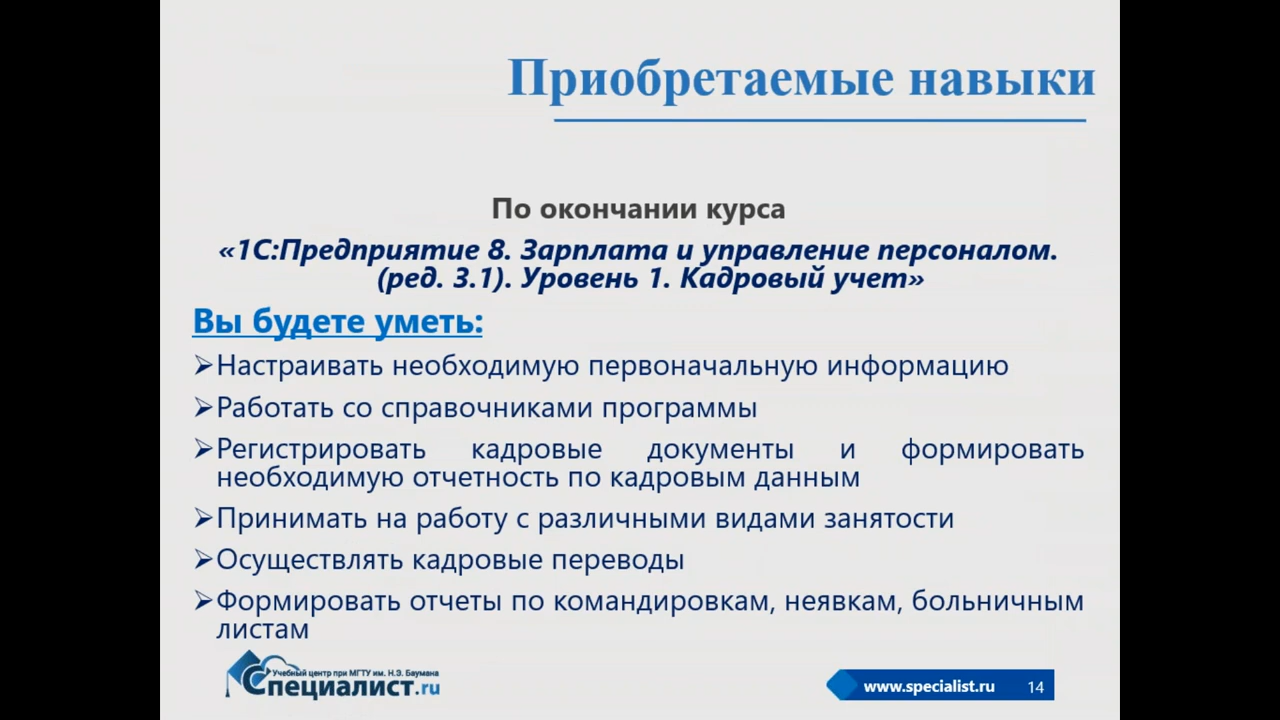 Приобретаемые навыки
По окончании курса
«1С:Предприятие 8. Зарплата и управление персоналом.
(ред. 3.1). Уровень 1. Кадровый учет»
Вы будете уметь:
Настраивать необходимую первоначальную информацию
Работать со справочниками программы
Регистрировать кадровые документы и формировать
необходимую отчетность по кадровым данным
Принимать на работу с различными видами занятости
Осуществлять кадровые переводы
Формировать отчеты по командировкам, неявкам, больничным
листам
Учебный центр при МГТУ им. Н.Э. Баумана
Специалист.ru
www.specialist.ru 14